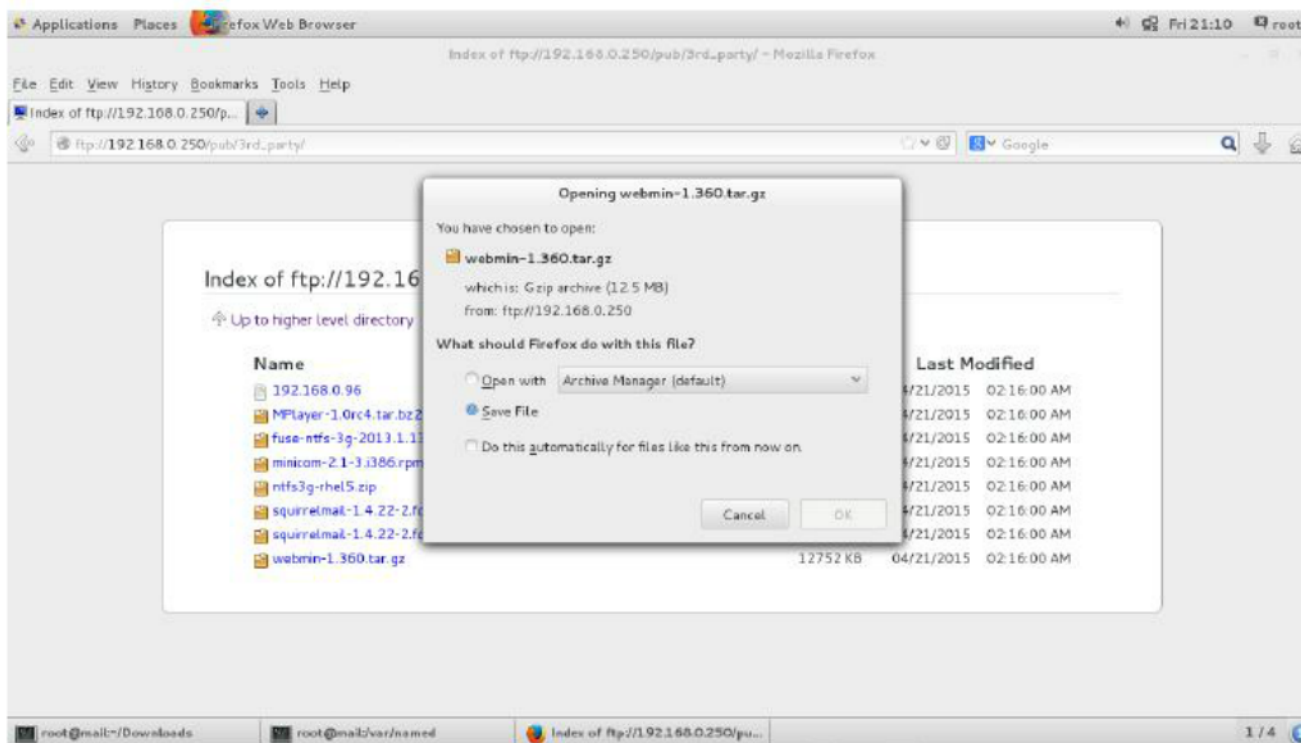 Applications Places Firefox Web Browser Fri 21:10 root
Index of ftp://192.168.0.250/pub/3rd_party/ - Mozilla Firefox
File Edit View History Bookmarks Tools Help
Index of ftp://192.168.0.250/p...
ftp://192.168.0.250/pub/3rd_party/ Google
Opening webmin-1.360.tar.gz
You have chosen to open:
webmin-1.360.tar.gz
which is: Gzip archive (12.5 MB)
from: ftp://192.168.0.250
What should Firefox do with this file?
Open with Archive Manager (default)
Save File
Do this automatically for files like this from now on.
Cancel OK
Index of ftp://192.16
Up to higher level directory
Name Last Modified
192.168.0.96 4/21/2015 02:16:00 AM
MPlayer-1.0rc4.tar.bz2 4/21/2015 02:16:00 AM
fuse-ntfs-3g-2013.1.13 4/21/2015 02:16:00 AM
minicom-2.1-3.i386.rpm 4/21/2015 02:16:00 AM
ntfs3g-rhel5.zip 4/21/2015 02:16:00 AM
squirrelmail-1.4.22-2.fc 4/21/2015 02:16:00 AM
squirrelmail-1.4.22-2.fc 4/21/2015 02:16:00 AM
webmin-1.360.tar.gz 12752 KB 04/21/2015 02:16:00 AM
root@mail:~/Downloads root@mail:/var/named Index of ftp://192.168.0.250/pu... 1 / 4